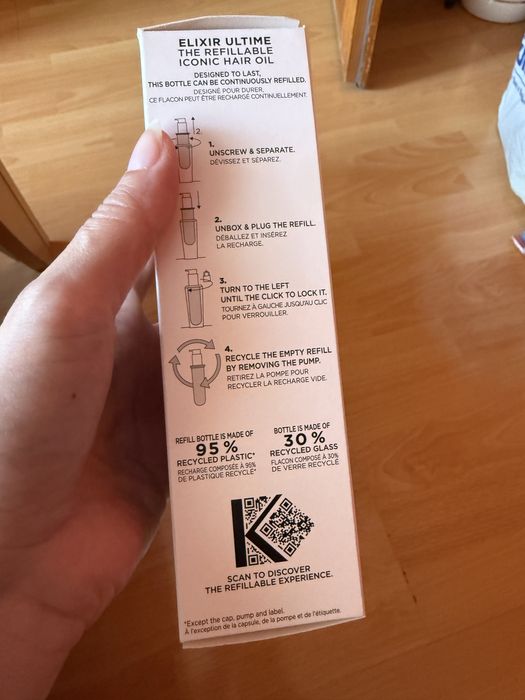 ELIXIR ULTIME
THE REFILLABLE
ICONIC HAIR OIL
DESIGNED TO LAST,
THIS BOTTLE CAN BE CONTINUOUSLY REFILLED.
DESIGNÉ POUR DURER,
CE FLACON PEUT ÊTRE RECHARGÉ CONTINUELLEMENT.
2.
1.
UNSCREW & SEPARATE.
DÉVISSEZ ET SÉPAREZ.
2.
UNBOX & PLUG THE REFILL.
DÉBALLEZ ET INSÉREZ
LA RECHARGE.
3.
TURN TO THE LEFT
UNTIL THE CLICK TO LOCK IT.
TOURNEZ À GAUCHE JUSQU'AU CLIC
POUR VERROUILLER.
4.
RECYCLE THE EMPTY REFILL
BY REMOVING THE PUMP.
RETIREZ LA POMPE POUR
RECYCLER LA RECHARGE VIDE.
REFILL BOTTLE IS MADE OF
95%
RECYCLED PLASTIC*
RECHARGE COMPOSÉE À 95%
DE PLASTIQUE RECYCLÉ*
BOTTLE IS MADE OF
30%
RECYCLED GLASS
FLACON COMPOSÉ À 30%
DE VERRE RECYCLÉ
K
SCAN TO DISCOVER
THE REFILLABLE EXPERIENCE.
*Except the cap, pump and label.
À l'exception de la capsule, de la pompe et de l'étiquette.